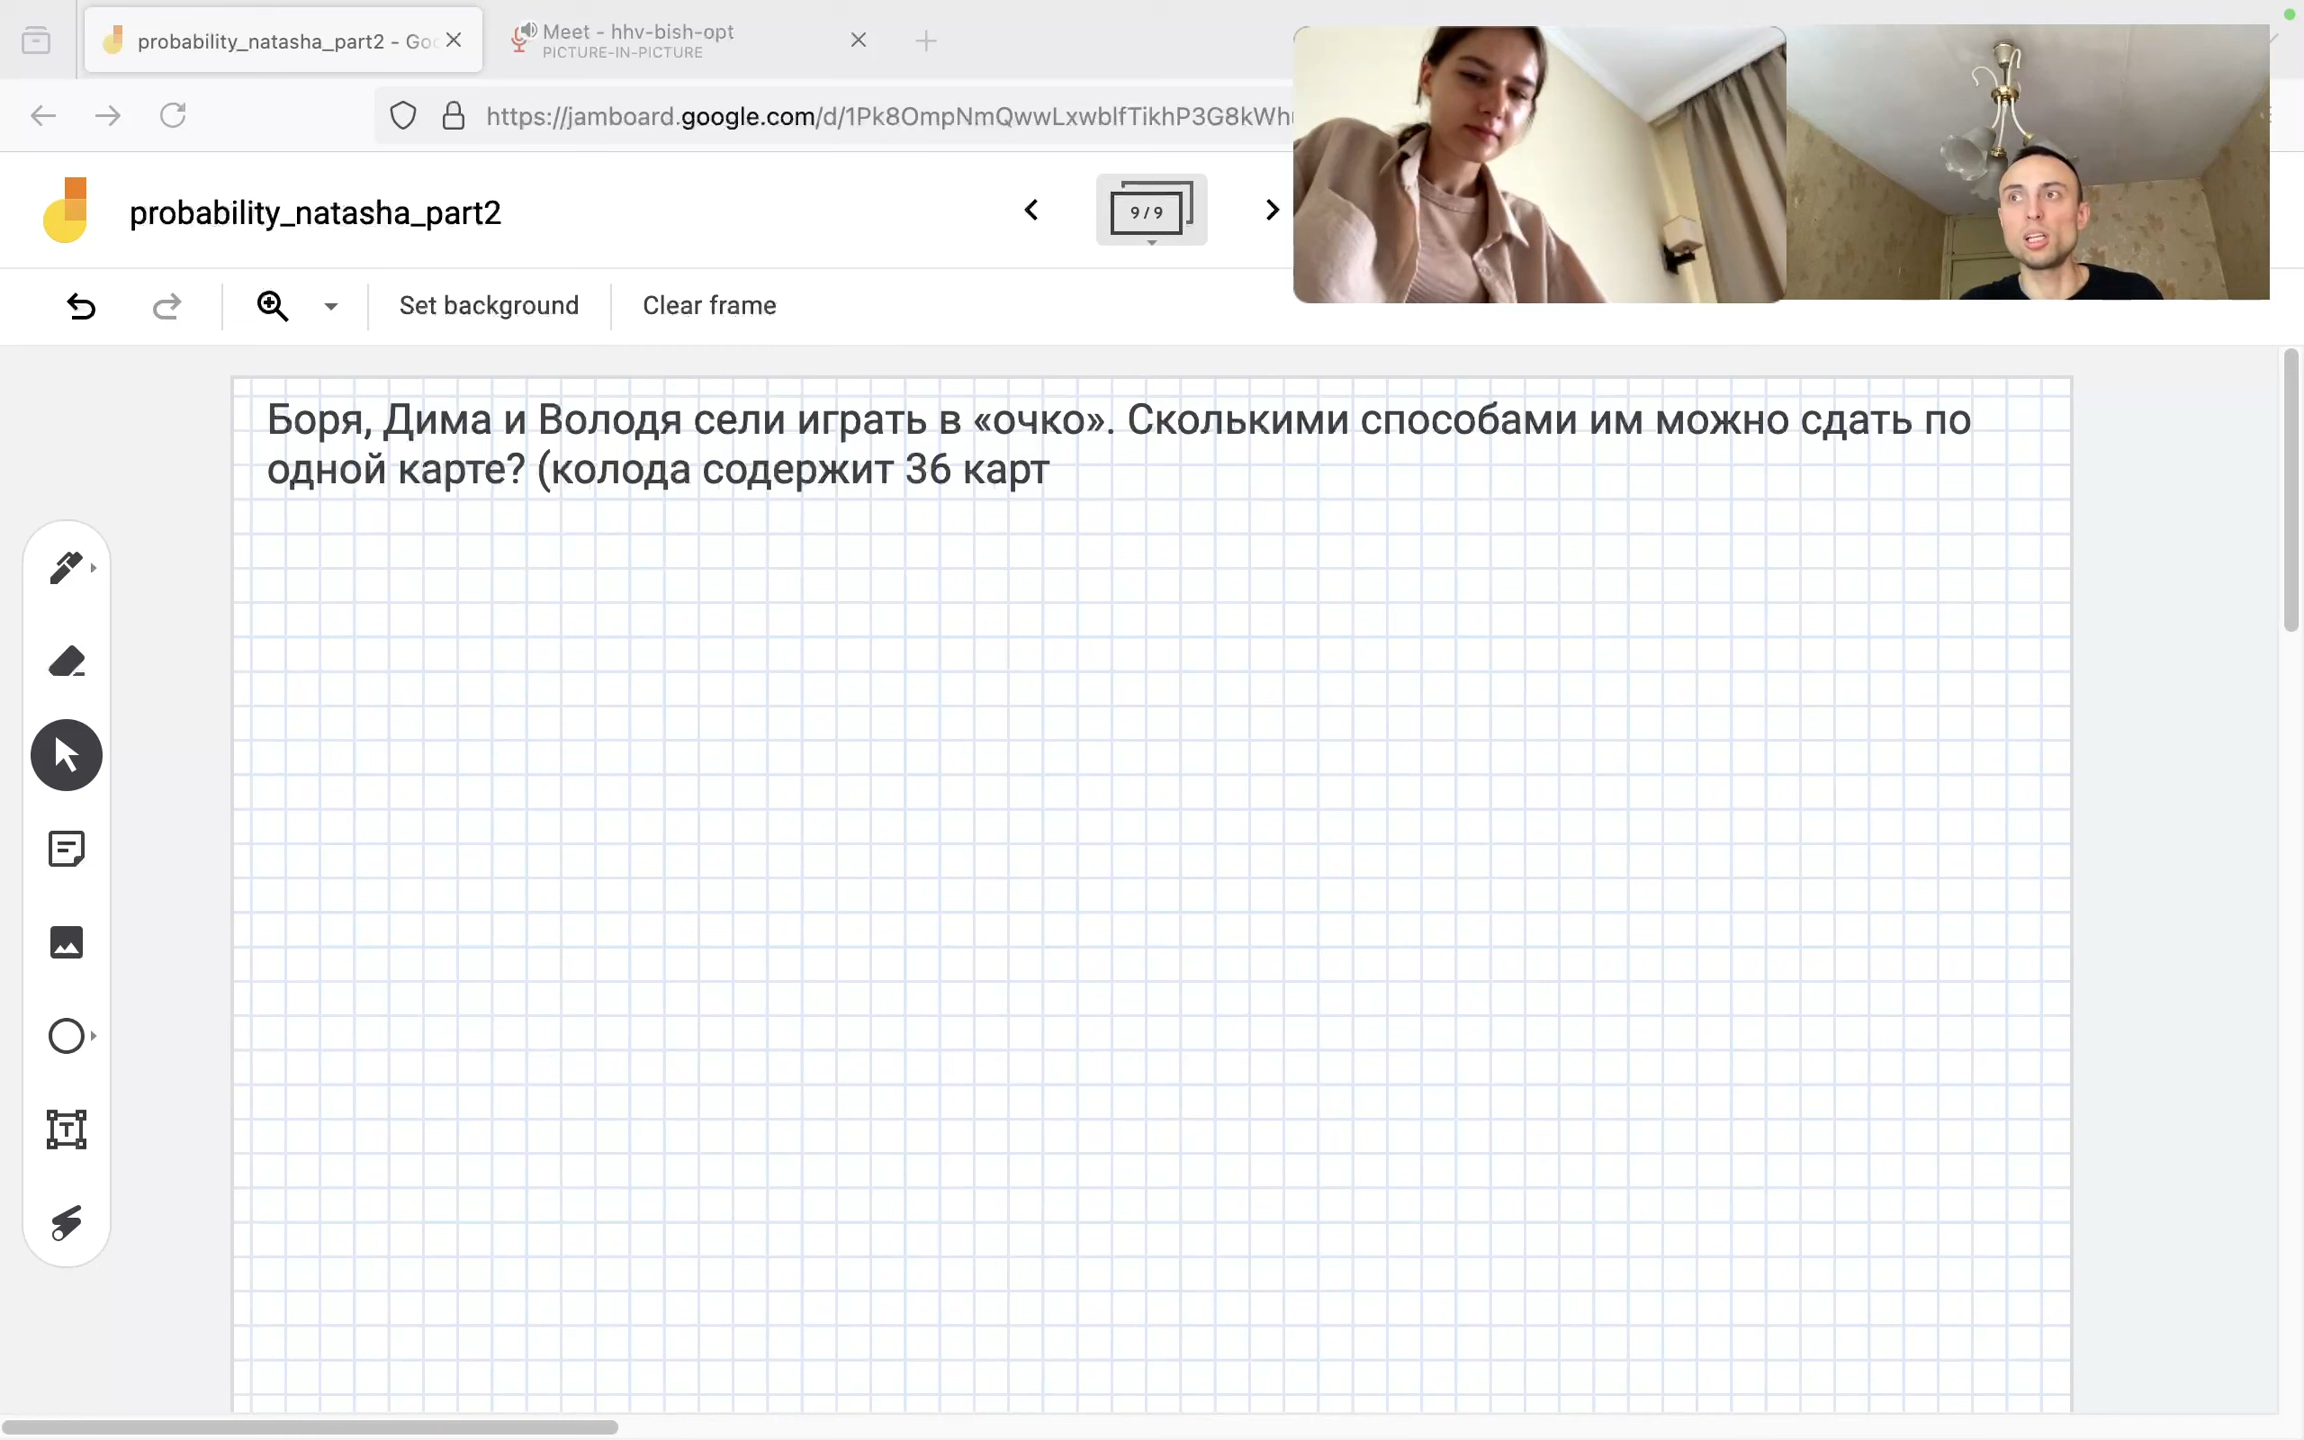 probability_natasha_part2 - Goo
Meet - hhv-bish-opt
PICTURE-IN-PICTURE
https://jamboard.google.com/d/1Pk8OmpNmQwwLxwblfTikhP3G8kWh
probability_natasha_part2
9 / 9
Set background
Clear frame
Боря, Дима и Володя сели играть в «очко». Сколькими способами им можно сдать по
одной карте? (колода содержит 36 карт